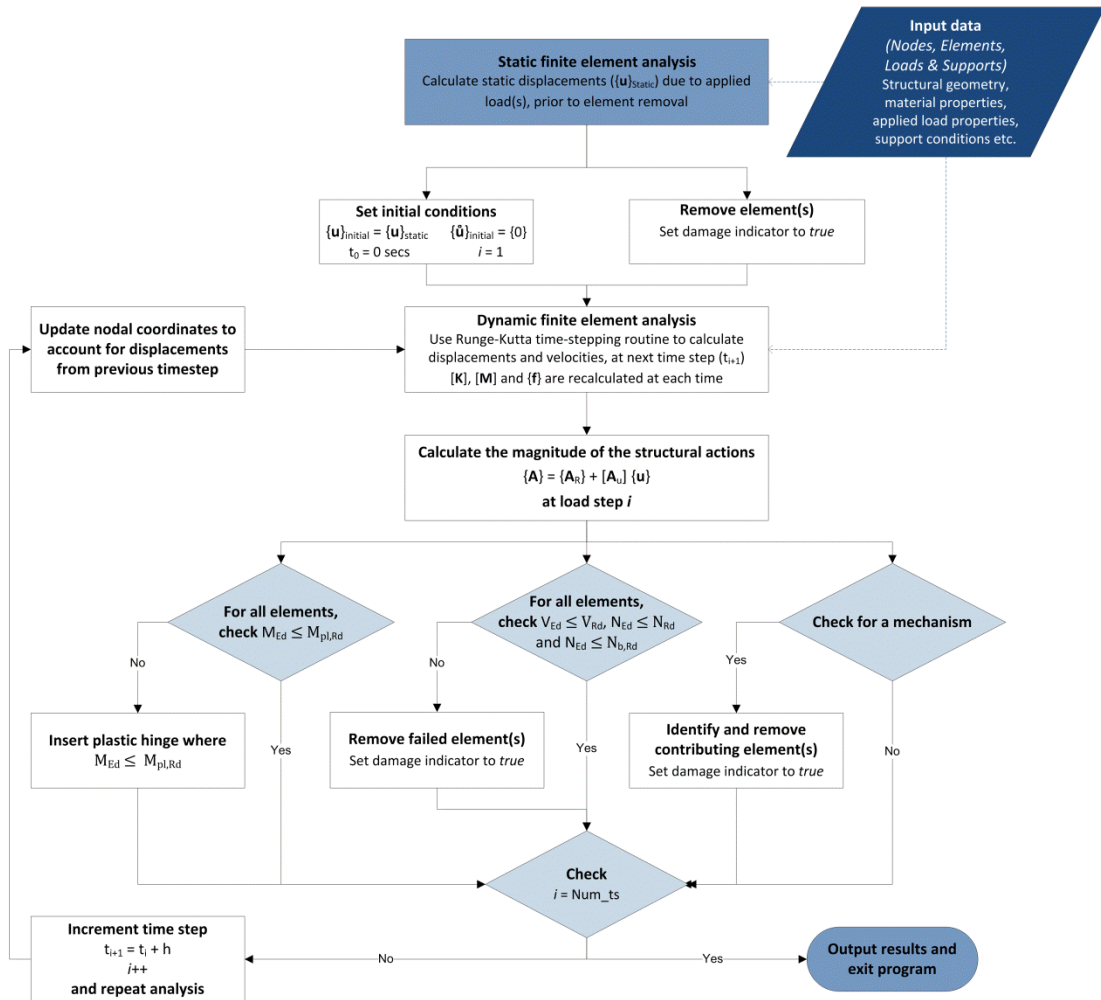 Input data
(Nodes, Elements,
Loads & Supports)
Structural geometry,
material properties,
applied load properties,
support conditions etc.
Static finite element analysis
Calculate static displacements ({u}Static) due to applied
load(s), prior to element removal
Set initial conditions
{u}initial = {u}static {ů}initial = {0}
t0 = 0 secs i = 1
Remove element(s)
Set damage indicator to true
Update nodal coordinates to
account for displacements
from previous timestep
Dynamic finite element analysis
Use Runge-Kutta time-stepping routine to calculate
displacements and velocities, at next time step (ti+1)
[K], [M] and {f} are recalculated at each time
Calculate the magnitude of the structural actions
{A} = {AR} + [Au] {u}
at load step i
For all elements,
check MEd ≤ Mpl,Rd
For all elements,
check VEd ≤ VRd, NEd ≤ NRd
and NEd ≤ Nb,Rd
Check for a mechanism
No
No
Yes
Insert plastic hinge where
MEd ≤ Mpl,Rd
Yes
Remove failed element(s)
Set damage indicator to true
Yes
Identify and remove
contributing element(s)
Set damage indicator to true
No
Check
i = Num_ts
Increment time step
ti+1 = ti + h
i++
and repeat analysis
No
Yes
Output results and
exit program